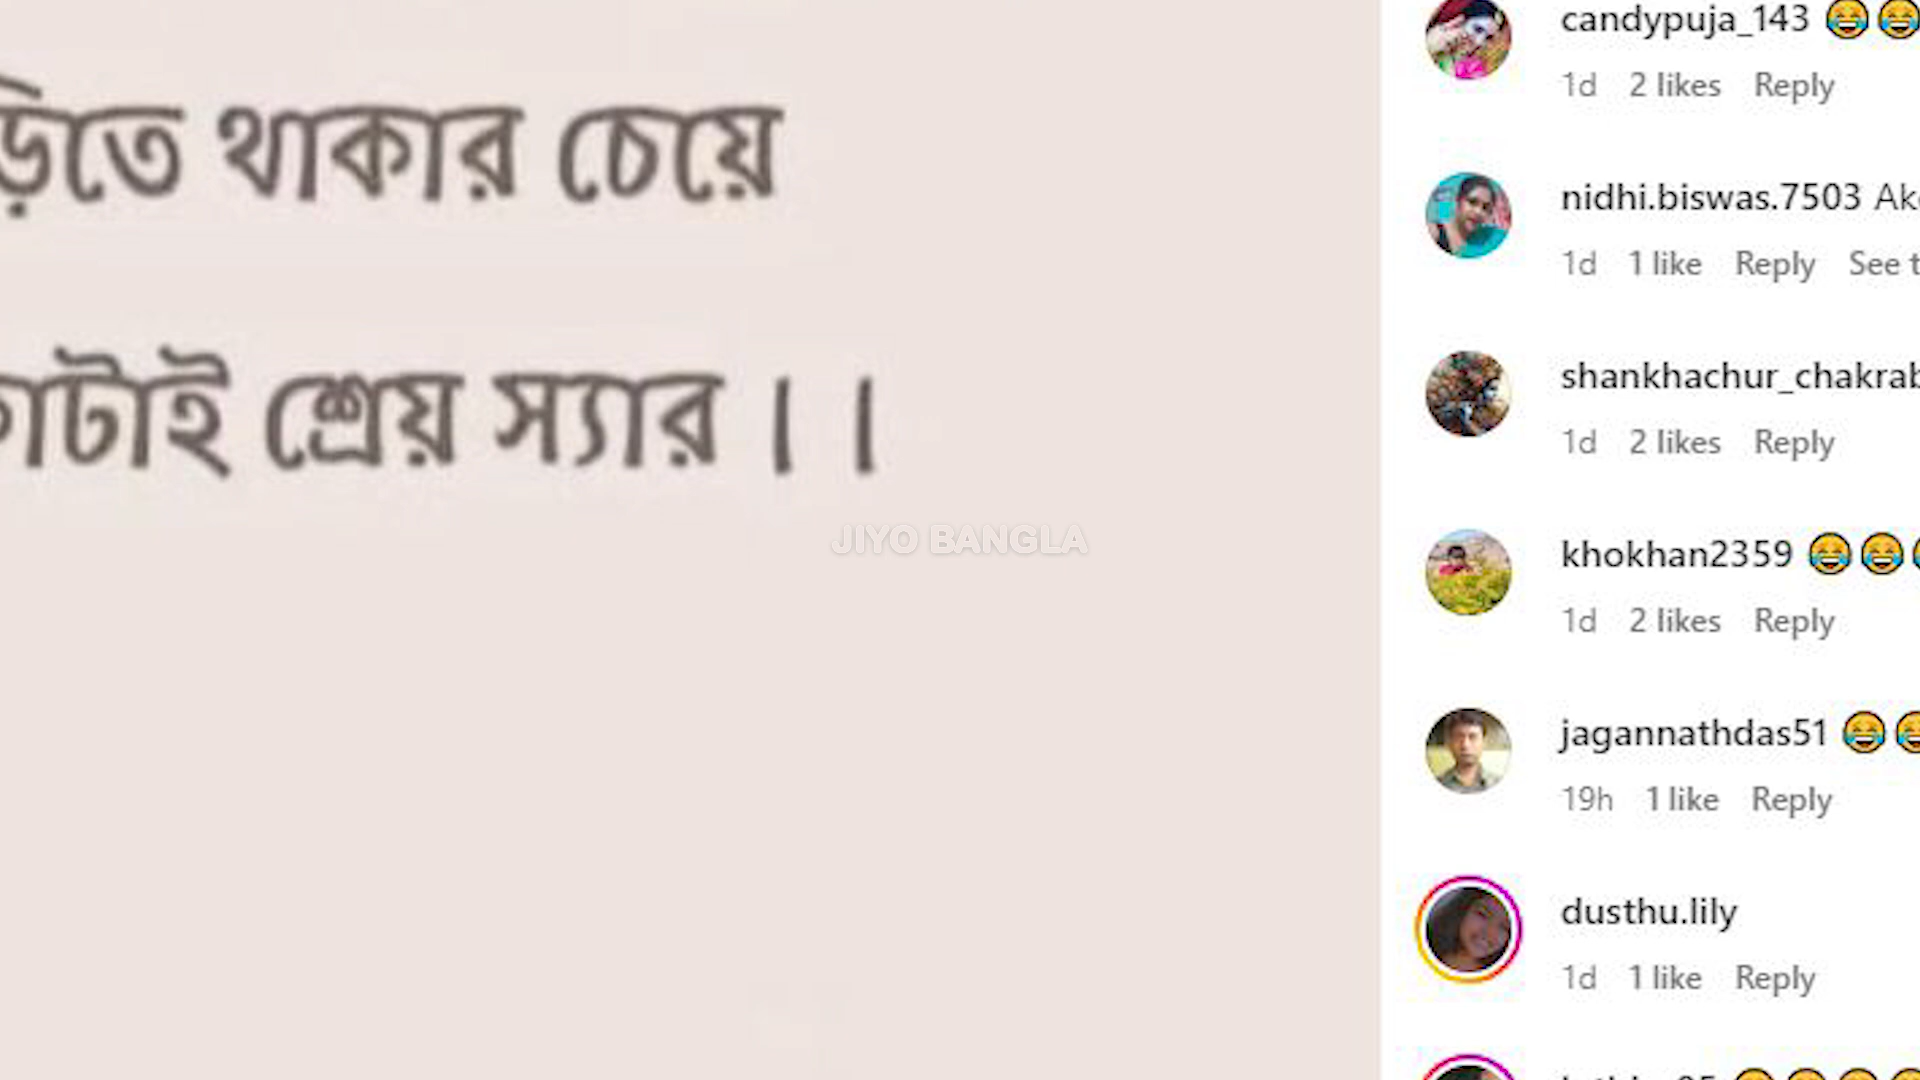 থাকার চেয়ে
শ্রেয় স্যার ।।
JIYO BANGLA
candypuja_143 😂😂
1d 2 likes Reply
nidhi.biswas.7503
1d 1 like Reply See
shankhachur_chakrab
1d 2 likes Reply
khokhan2359 😂😂
1d 2 likes Reply
jagannathdas51 😂😂
19h 1 like Reply
dusthu.lily
1d 1 like Reply